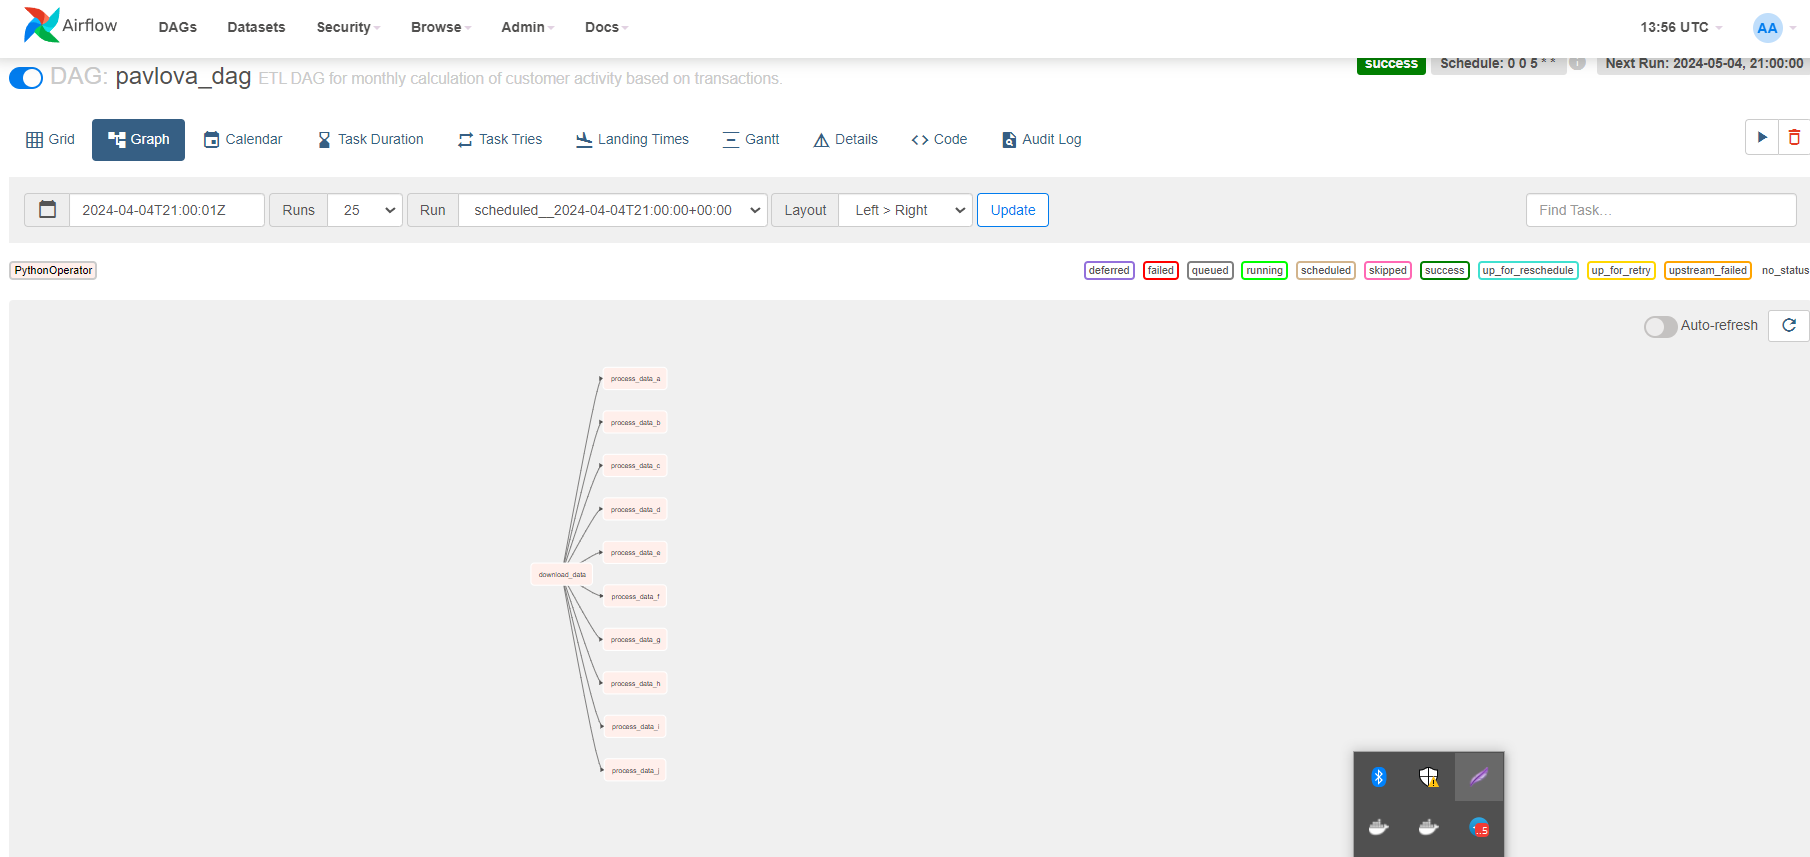 Airflow DAGs Datasets Security Browse Admin Docs 13:56 UTC AA
DAG: pavlova_dag ETL DAG for monthly calculation of customer activity based on transactions. success Schedule: 0 0 5 * * i Next Run: 2024-05-04, 21:00:00
Grid Graph Calendar Task Duration Task Tries Landing Times Gantt Details Code Audit Log
2024-04-04T21:00:01Z Runs 25 Run scheduled__2024-04-04T21:00:00+00:00 Layout Left > Right Update Find Task...
PythonOperator deferred failed queued running scheduled skipped success up_for_reschedule up_for_retry upstream_failed no_status
Auto-refresh
process_data_a
process_data_b
process_data_c
process_data_d
process_data_e
download_data
process_data_f
process_data_g
process_data_h
process_data_i
process_data_j